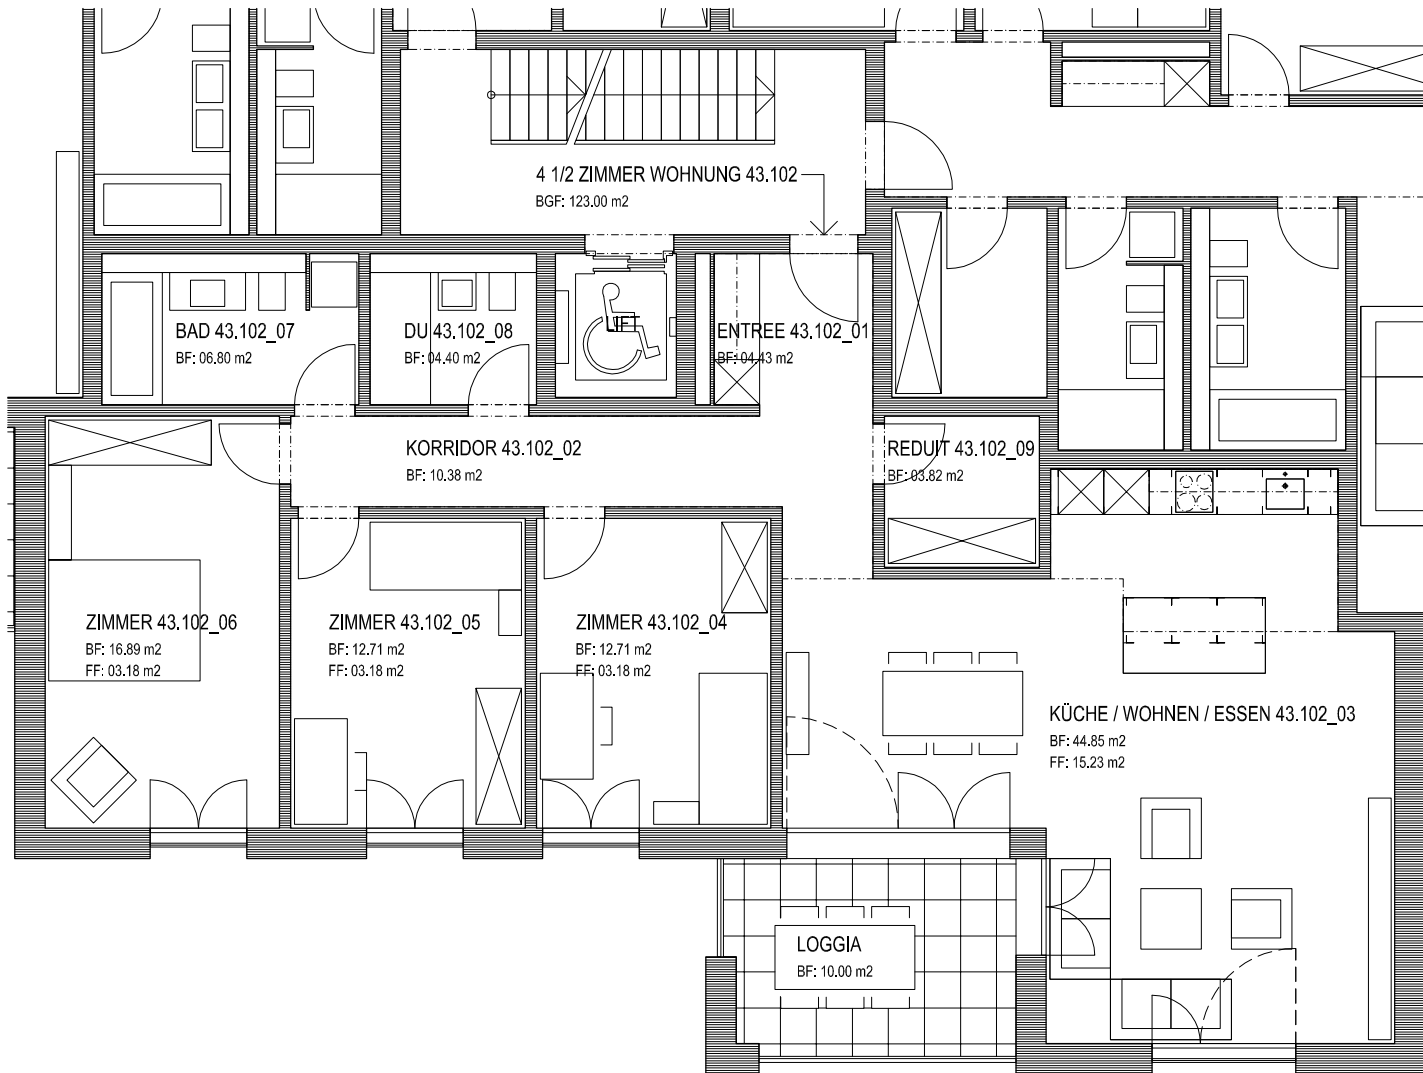 4 1/2 ZIMMER WOHNUNG 43.102
BGF: 123.00 m2
BAD 43.102_07
BF: 06.80 m2
DU 43.102_08
BF: 04.40 m2
LIFT
ENTREE 43.102_01
BF: 04.43 m2
KORRIDOR 43.102_02
BF: 10.38 m2
REDUIT 43.102_09
BF: 03.82 m2
ZIMMER 43.102_06
BF: 16.89 m2
FF: 03.18 m2
ZIMMER 43.102_05
BF: 12.71 m2
FF: 03.18 m2
ZIMMER 43.102_04
BF: 12.71 m2
FF: 03.18 m2
KÜCHE / WOHNEN / ESSEN 43.102_03
BF: 44.85 m2
FF: 15.23 m2
LOGGIA
BF: 10.00 m2